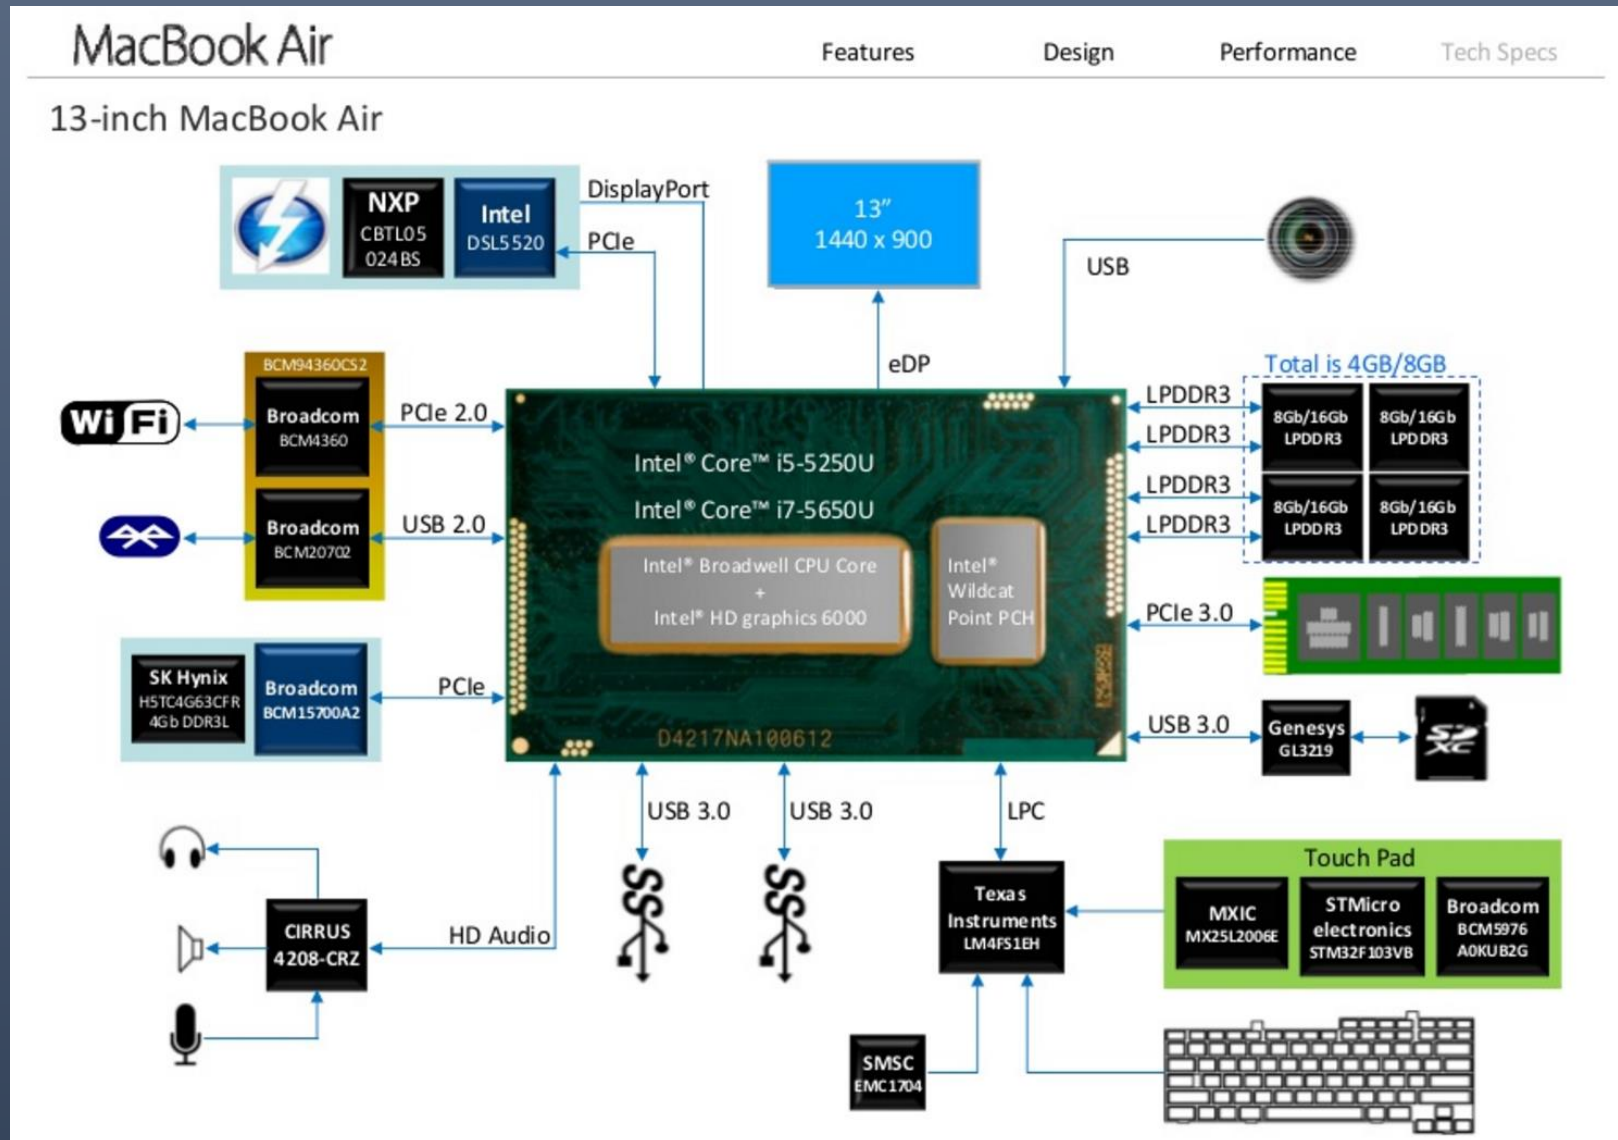 MacBook Air
Features
Design
Performance
Tech Specs
13-inch MacBook Air
NXP
CBTL05
024BS
Intel
DSL5520
DisplayPort
PCIe
13"
1440 x 900
eDP
USB
BCM94360CS2
Wi Fi
Broadcom
BCM4360
PCIe 2.0
Broadcom
BCM20702
USB 2.0
Intel® Core™ i5-5250U
Intel® Core™ i7-5650U
Intel® Broadwell CPU Core
+
Intel® HD graphics 6000
Intel®
Wildcat
Point PCH
D4217NA100612
Total is 4GB/8GB
LPDDR3
LPDDR3
LPDDR3
LPDDR3
8Gb/16Gb
LPDDR3
8Gb/16Gb
LPDDR3
8Gb/16Gb
LPDDR3
8Gb/16Gb
LPDDR3
PCIe 3.0
SK Hynix
H5TC4G63CFR
4Gb DDR3L
Broadcom
BCM15700A2
PCIe
USB 3.0
Genesys
GL3219
SD
XC
USB 3.0
USB 3.0
LPC
CIRRUS
4208-CRZ
HD Audio
SS
SS
Texas
Instruments
LM4FS1EH
Touch Pad
MXIC
MX25L2006E
STMicro
electronics
STM32F103VB
Broadcom
BCM5976
A0KUB2G
SMSC
EMC1704